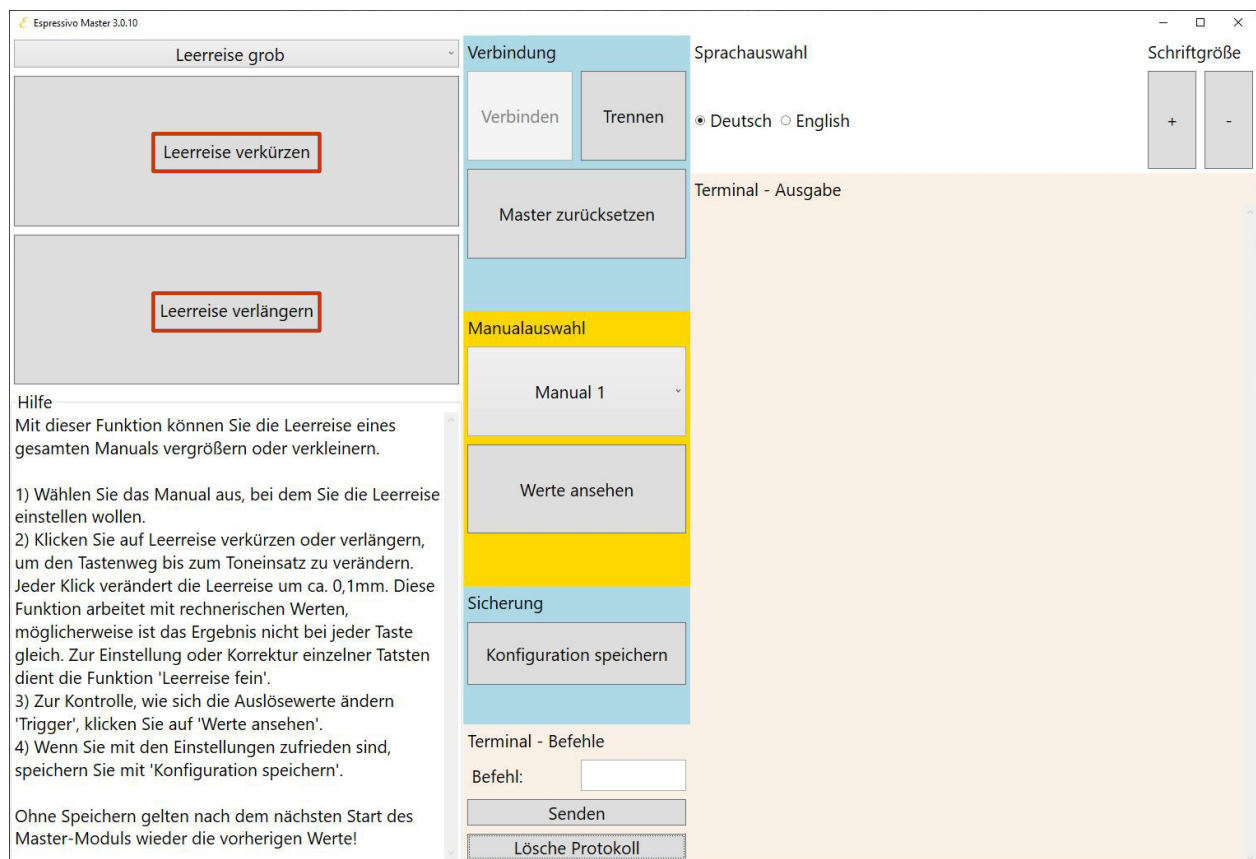 Espressivo Master 3.0.10
Leerreise grob
Leerreise verkürzen
Leerreise verlängern
Hilfe
Mit dieser Funktion können Sie die Leerreise eines
gesamten Manuals vergrößern oder verkleinern.
1) Wählen Sie das Manual aus, bei dem Sie die Leerreise
einstellen wollen.
2) Klicken Sie auf Leerreise verkürzen oder verlängern,
um den Tastenweg bis zum Toneinsatz zu verändern.
Jeder Klick verändert die Leerreise um ca. 0,1mm. Diese
Funktion arbeitet mit rechnerischen Werten,
möglicherweise ist das Ergebnis nicht bei jeder Taste
gleich. Zur Einstellung oder Korrektur einzelner Tatsten
dient die Funktion 'Leerreise fein'.
3) Zur Kontrolle, wie sich die Auslösewerte ändern
'Trigger', klicken Sie auf 'Werte ansehen'.
4) Wenn Sie mit den Einstellungen zufrieden sind,
speichern Sie mit 'Konfiguration speichern'.
Ohne Speichern gelten nach dem nächsten Start des
Master-Moduls wieder die vorherigen Werte!
Verbindung
Verbinden
Trennen
Master zurücksetzen
Manualauswahl
Manual 1
Werte ansehen
Sicherung
Konfiguration speichern
Terminal - Befehle
Befehl:
Senden
Lösche Protokoll
Sprachauswahl
Deutsch
English
Schriftgröße
+
-
Terminal - Ausgabe